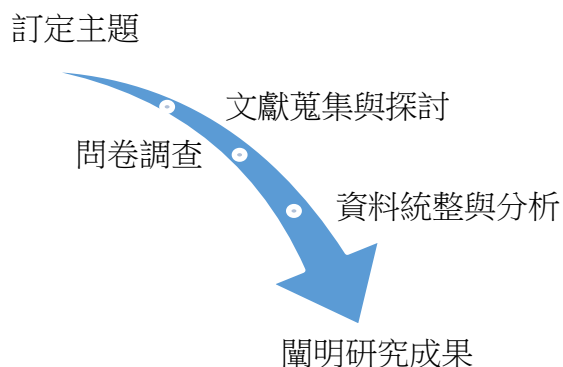 訂定主題
文獻蒐集與探討
問卷調查
資料統整與分析
闡明研究成果